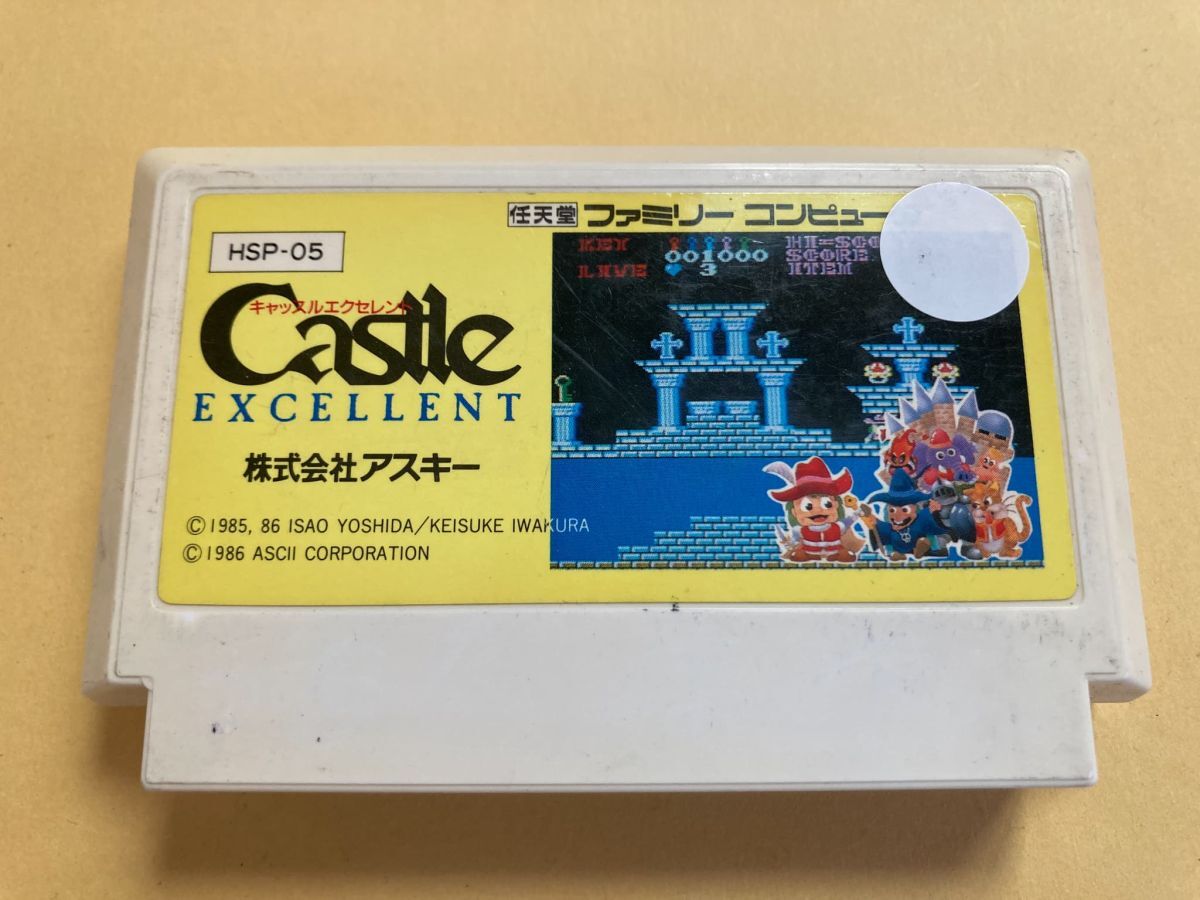 任天堂 ファミリー コンピュー
HSP-05
キャッスルエクセレント
Castle
EXCELLENT
株式会社アスキー
© 1985, 86 ISAO YOSHIDA/KEISUKE IWAKURA
© 1986 ASCII CORPORATION
KEY
001000
LIVE
3
HI-SCO
SCORE
ITEM